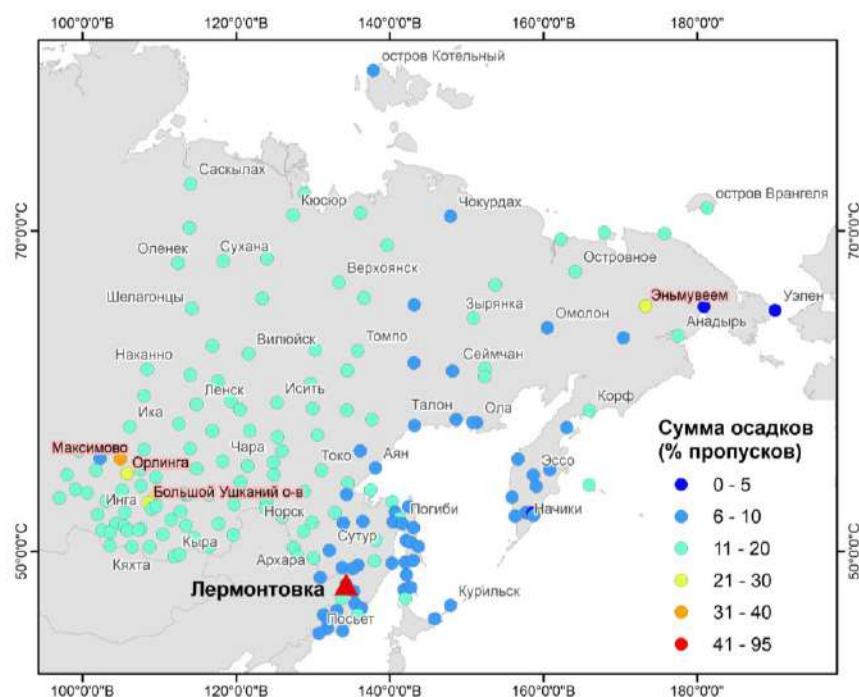 100°0'0"В 120°0'0"В 140°0'0"В 160°0'0"В 180°0'0"
остров Котельный
Саскылах
Кюсюр
Чокурдах
остров Врангеля
70°0'0"С
70°0'0"С
Оленек
Сухана
Верхоянск
Островное
Шелагонцы
Зырянка
Эньмувеем
Уэлен
Омолон
Анадырь
Наканно
Вилюйск
Томпо
Сеймчан
Ленск
Исить
Ика
Талон
Ола
Корф
Сумма осадков
(% пропусков)
Максимово
Чара
Токо
Аян
Эссо
0 - 5
Орлинга
6 - 10
Инга
Большой Ушканий о-в
Норск
Погиби
Начики
11 - 20
Сутур
50°0'0"С
50°0'0"С
Кыра
21 - 30
Кяхта
Архара
31 - 40
Лермонтовка
Курильск
41 - 95
Посьет
100°0'0"В 120°0'0"В 140°0'0"В 160°0'0"В 180°0'0"